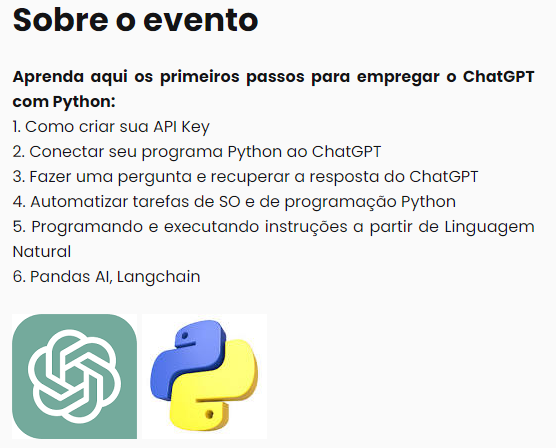 Sobre o evento
Aprenda aqui os primeiros passos para empregar o ChatGPT
com Python:
1. Como criar sua API Key
2. Conectar seu programa Python ao ChatGPT
3. Fazer uma pergunta e recuperar a resposta do ChatGPT
4. Automatizar tarefas de SO e de programação Python
5. Programando e executando instruções a partir de Linguagem
Natural
6. Pandas AI, Langchain